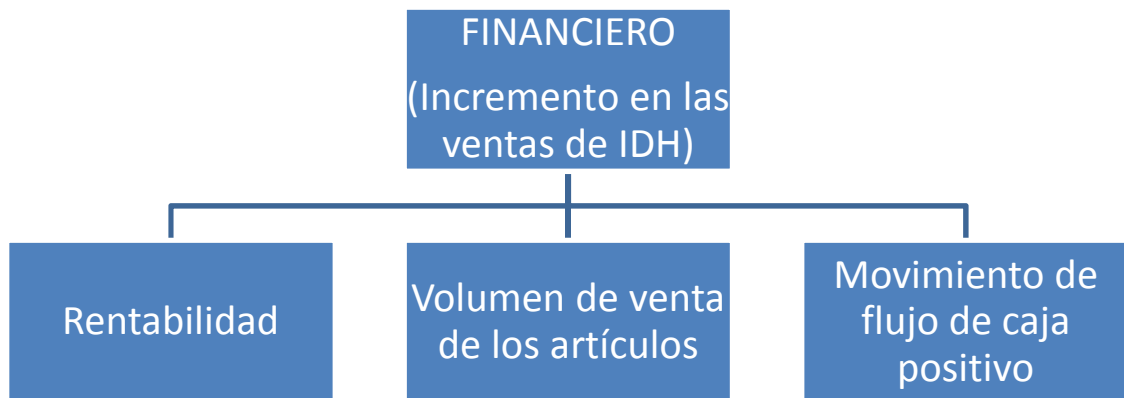 FINANCIERO
(Incremento en las
ventas de IDH)
Rentabilidad
Volumen de venta
de los artículos
Movimiento de
flujo de caja
positivo